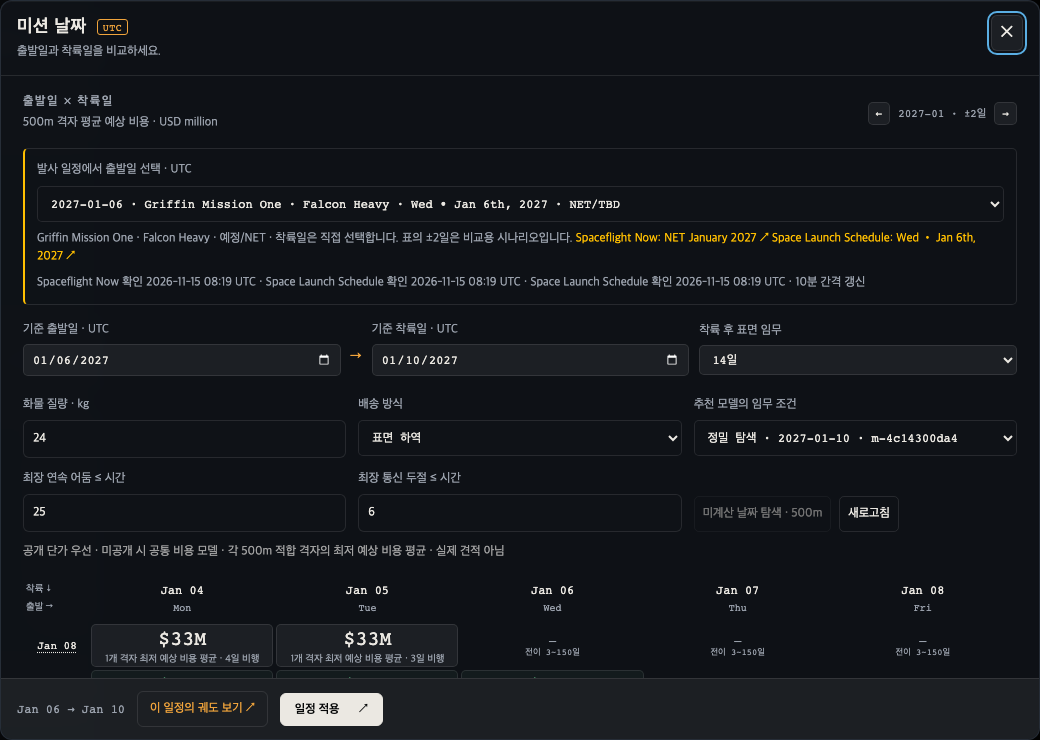 미션 날짜 UTC
출발일과 착륙일을 비교하세요.
출발일 × 착륙일
500m 격자 평균 예상 비용 · USD million
← 2027-01 · ±2일 →
발사 일정에서 출발일 선택 · UTC
2027-01-06 · Griffin Mission One · Falcon Heavy · Wed • Jan 6th, 2027 · NET/TBD
Griffin Mission One · Falcon Heavy · 예정/NET · 착륙일은 직접 선택합니다. 표의 ±2일은 비교용 시나리오입니다. Spaceflight Now: NET January 2027 ↗ Space Launch Schedule: Wed • Jan 6th,
2027 ↗
Spaceflight Now 확인 2026-11-15 08:19 UTC · Space Launch Schedule 확인 2026-11-15 08:19 UTC · Space Launch Schedule 확인 2026-11-15 08:19 UTC · 10분 간격 갱신
기준 출발일 · UTC 기준 착륙일 · UTC 착륙 후 표면 임무
01/06/2027 → 01/10/2027 14일
화물 질량 · kg 배송 방식 추천 모델의 임무 조건
24 표면 하역 정밀 탐색 · 2027-01-10 · m-4c14300da4
최장 연속 어둠 ≤ 시간 최장 통신 두절 ≤ 시간
25 6 미계산 날짜 탐색 · 500m 새로고침
공개 단가 우선 · 미공개 시 공통 비용 모델 · 각 500m 적합 격자의 최저 예상 비용 평균 · 실제 견적 아님
착륙 ↓ Jan 04 Jan 05 Jan 06 Jan 07 Jan 08
출발 → Mon Tue Wed Thu Fri
Jan 08 $33M $33M — — —
1개 격자 최저 예상 비용 평균 · 4일 비행 1개 격자 최저 예상 비용 평균 · 3일 비행 전이 3~150일 전이 3~150일 전이 3~150일
Jan 06 → Jan 10 이 일정의 궤도 보기 ↗ 일정 적용 ↗